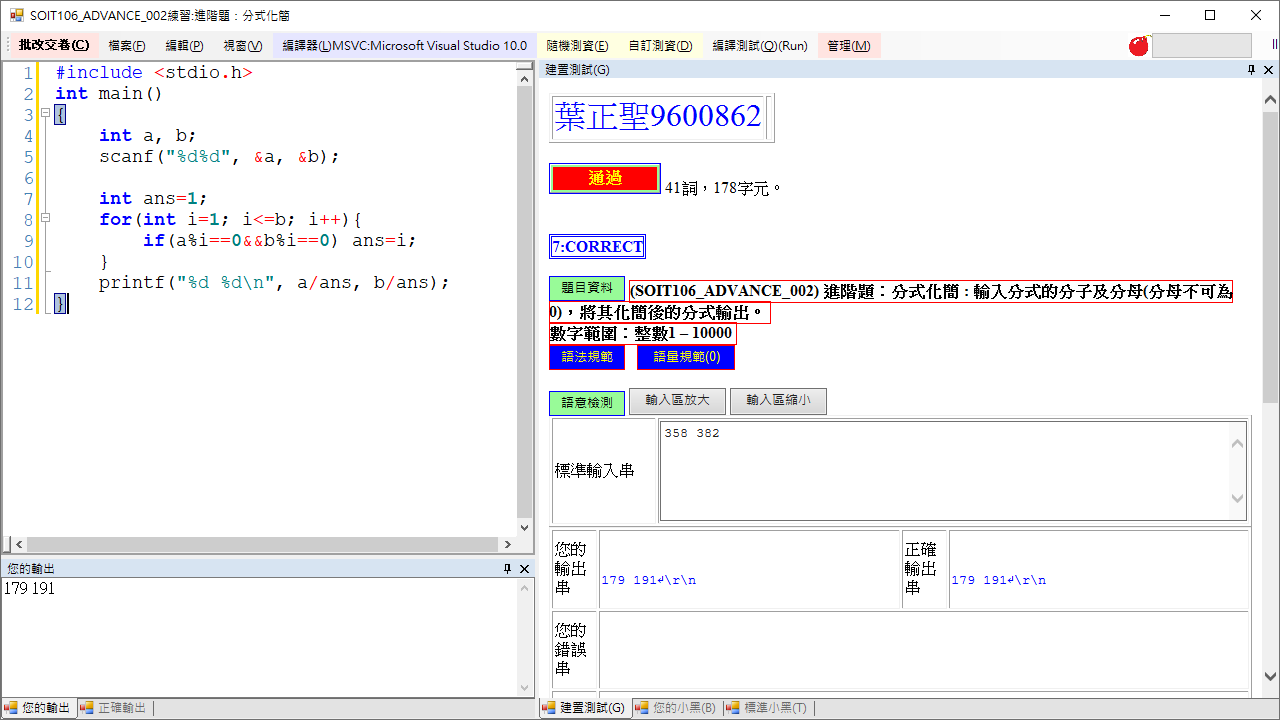 SOIT106_ADVANCE_002練習:進階題：分式化簡
批改交卷(C) 檔案(F) 編輯(P) 視窗(V) 編譯器(L)MSVC:Microsoft Visual Studio 10.0 隨機測資(E) 自訂測資(D) 編譯測試(Q)(Run) 管理(M)
1 #include <stdio.h>
2 int main()
3 {
4 int a, b;
5 scanf("%d%d", &a, &b);
6
7 int ans=1;
8 for(int i=1; i<=b; i++){
9 if(a%i==0&&b%i==0) ans=i;
10 }
11 printf("%d %d\n", a/ans, b/ans);
12 }
您的輸出
179 191
您的輸出 正確輸出
建置測試(G)
葉正聖9600862
通過 41詞，178字元。
7:CORRECT
題目資料 (SOIT106_ADVANCE_002) 進階題：分式化簡 : 輸入分式的分子及分母(分母不可為
0)，將其化簡後的分式輸出。
數字範圍：整數1 – 10000
語法規範 語量規範(0)
語意檢測 輸入區放大 輸入區縮小
標準輸入串
358 382
您的
輸出
串
179 191↲\r\n
正確
輸出
串
179 191↲\r\n
您的
錯誤
串
建置測試(G) 您的小黑(B) 標準小黑(T)